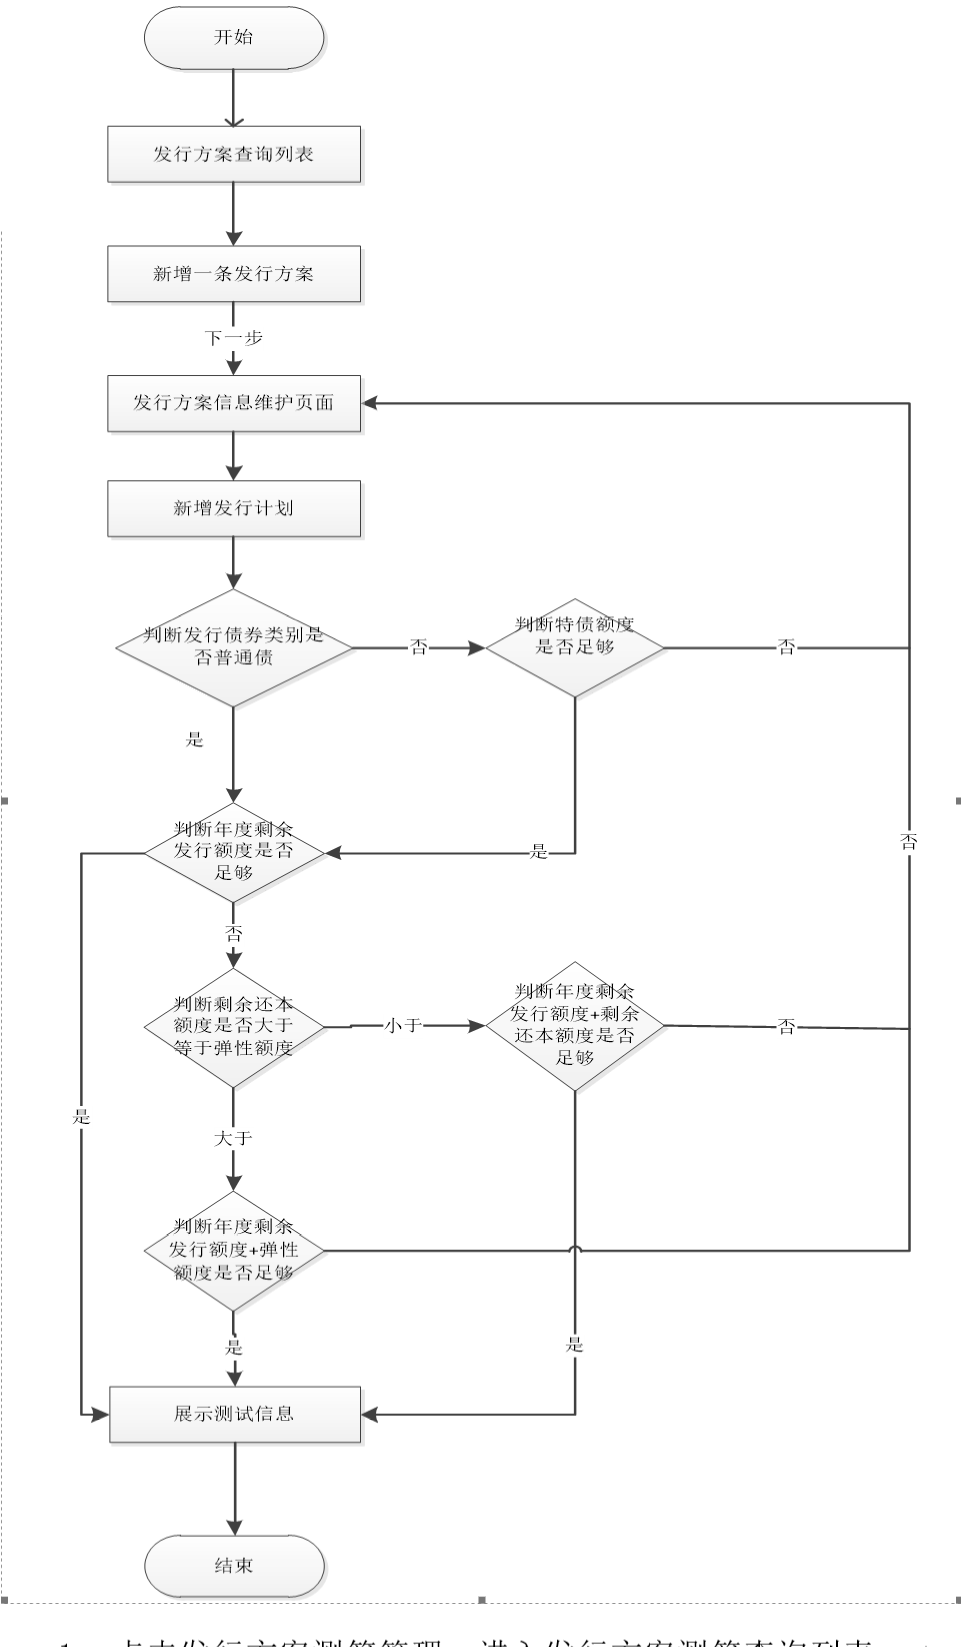 开始
发行方案查询列表
新增一条发行方案
下一步
发行方案信息维护页面
新增发行计划
判断发行债券类别是
否普通债
否
判断特债额度
是否足够
否
是
判断年度剩余
发行额度是否
足够
是
否
否
判断剩余还本
额度是否大于
等于弹性额度
小于
判断年度剩余
发行额度+剩余
还本额度是否
足够
否
是
大于
判断年度剩余
发行额度+弹性
额度是否足够
是
是
展示测试信息
结束